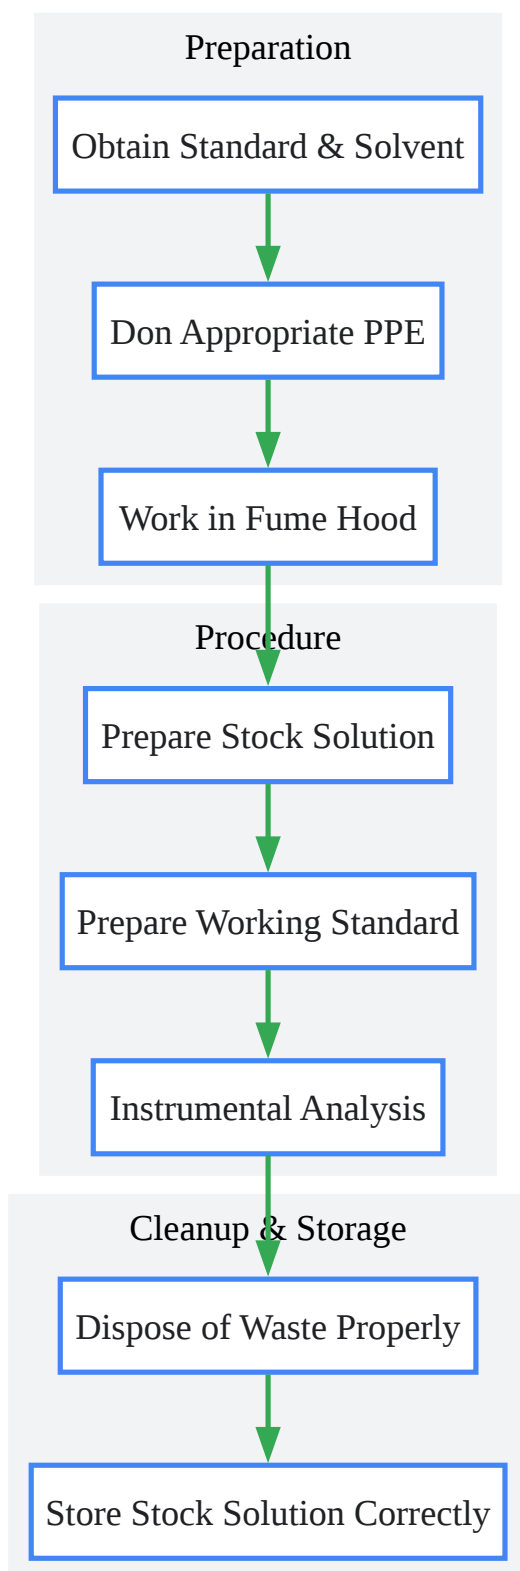 Preparation
Obtain Standard & Solvent
Don Appropriate PPE
Work in Fume Hood
Procedure
Prepare Stock Solution
Prepare Working Standard
Instrumental Analysis
Cleanup & Storage
Dispose of Waste Properly
Store Stock Solution Correctly